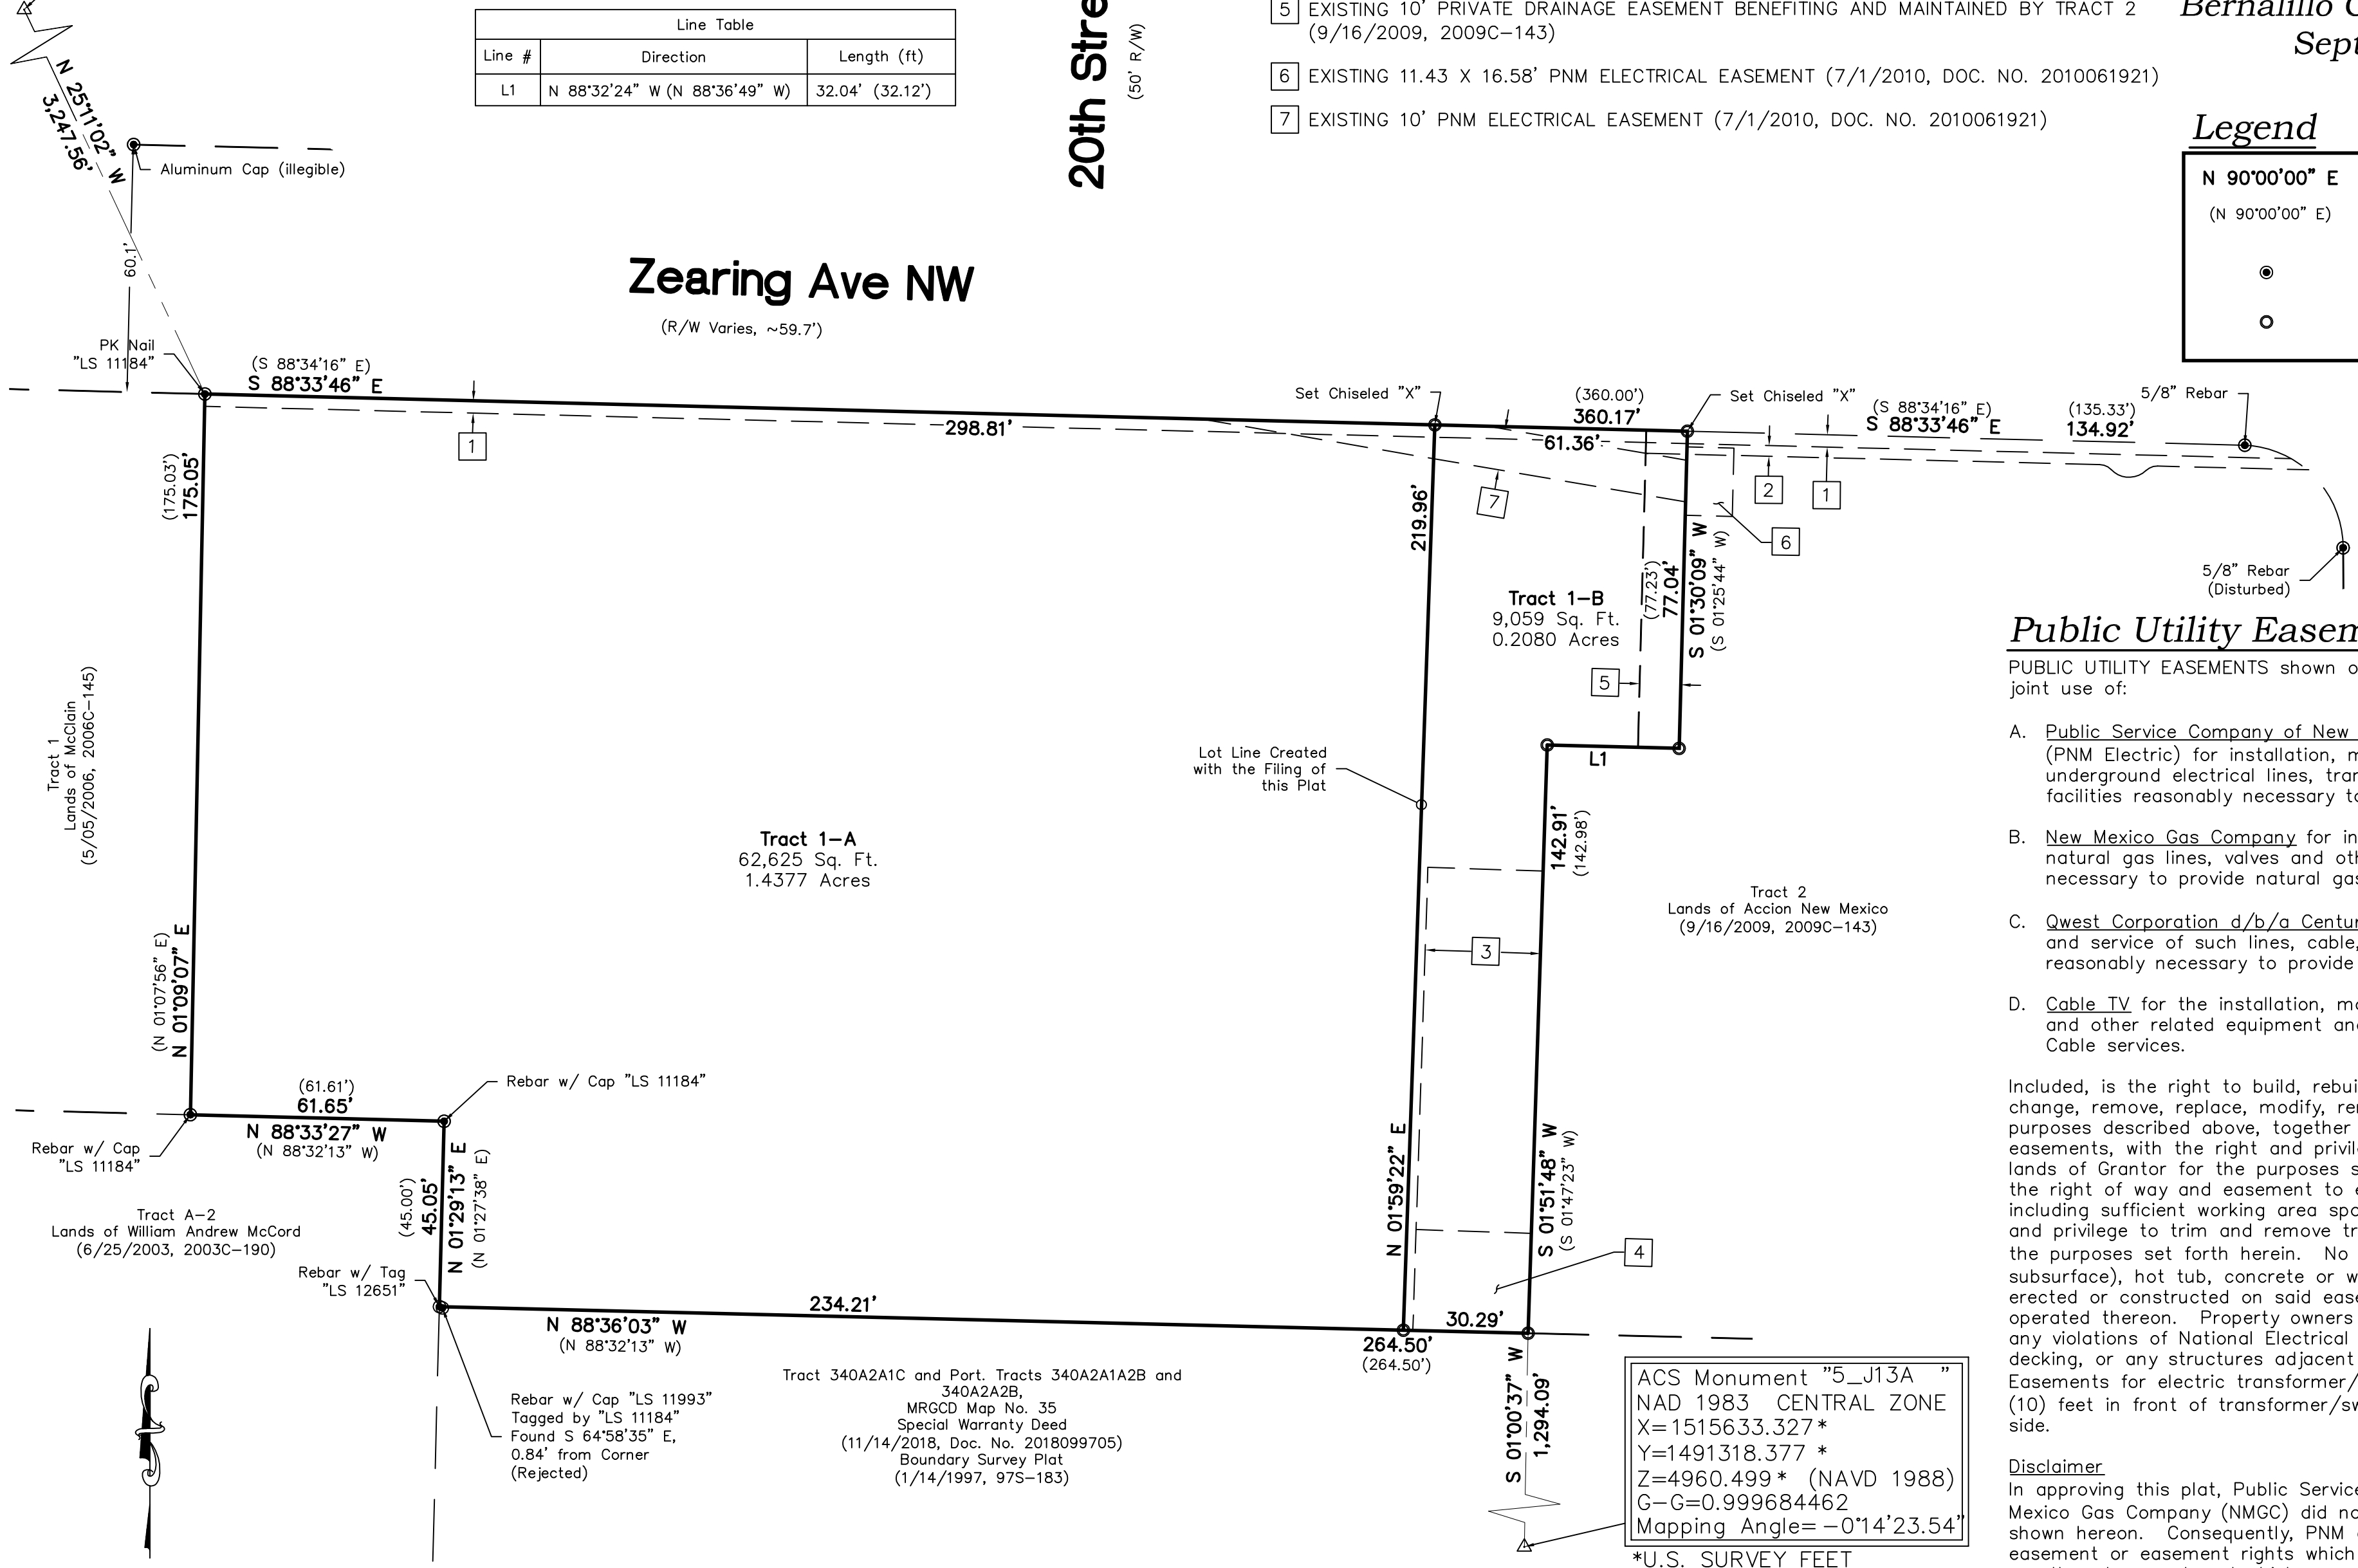 Line Table
Line # Direction Length (ft)
L1 N 88°32'24" W (N 88°36'49" W) 32.04' (32.12')
20th Stre
(50' R/W)
5 EXISTING 10' PRIVATE DRAINAGE EASEMENT BENEFITING AND MAINTAINED BY TRACT 2
(9/16/2009, 2009C-143)
6 EXISTING 11.43 X 16.58' PNM ELECTRICAL EASEMENT (7/1/2010, DOC. NO. 2010061921)
7 EXISTING 10' PNM ELECTRICAL EASEMENT (7/1/2010, DOC. NO. 2010061921)
Bernalillo C
Sept
Legend
N 90°00'00" E
(N 90°00'00" E)
N 25°11'02" W
3,247.56'
Aluminum Cap (illegible)
60.1'
Zearing Ave NW
(R/W Varies, ~59.7')
PK Nail
"LS 11184"
(S 88°34'16" E)
S 88°33'46" E
1
298.81'
Set Chiseled "X"
(360.00')
360.17'
61.36'
Set Chiseled "X"
(S 88°34'16" E)
S 88°33'46" E
(135.33')
134.92'
5/8" Rebar
2
1
7
6
5/8" Rebar
(Disturbed)
(175.03')
175.05'
219.96'
Tract 1-B
9,059 Sq. Ft.
0.2080 Acres
(77.23')
77.04'
S 01°30'09" W
(S 01°25'44" W)
5
L1
Tract 1
Lands of McClain
(5/05/2006, 2006C-145)
Lot Line Created
with the Filing of
this Plat
Tract 1-A
62,625 Sq. Ft.
1.4377 Acres
142.91'
(142.98')
Tract 2
Lands of Accion New Mexico
(9/16/2009, 2009C-143)
3
(N 01°07'56" E)
N 01°09'07" E
(61.61')
61.65'
N 88°33'27" W
(N 88°32'13" W)
Rebar w/ Cap "LS 11184"
Rebar w/ Cap
"LS 11184"
(45.00')
45.05'
N 01°29'13" E
(N 01°27'38" E)
N 01°59'22" E
S 01°51'48" W
(S 01°47'23" W)
4
Tract A-2
Lands of William Andrew McCord
(6/25/2003, 2003C-190)
Rebar w/ Tag
"LS 12651"
234.21'
N 88°36'03" W
(N 88°32'13" W)
30.29'
264.50'
(264.50')
Rebar w/ Cap "LS 11993"
Tagged by "LS 11184"
Found S 64°58'35" E,
0.84' from Corner
(Rejected)
Tract 340A2A1C and Port. Tracts 340A2A1A2B and
340A2A2B,
MRGCD Map No. 35
Special Warranty Deed
(11/14/2018, Doc. No. 2018099705)
Boundary Survey Plat
(1/14/1997, 97S-183)
S 01°00'37" W
1,294.09'
ACS Monument "5_J13A "
NAD 1983 CENTRAL ZONE
X=1515633.327*
Y=1491318.377 *
Z=4960.499* (NAVD 1988)
G-G=0.999684462
Mapping Angle= -0°14'23.54"
*U.S. SURVEY FEET
Public Utility Easem
PUBLIC UTILITY EASEMENTS shown o
joint use of:
A. Public Service Company of New
(PNM Electric) for installation, m
underground electrical lines, tran
facilities reasonably necessary to
B. New Mexico Gas Company for in
natural gas lines, valves and oth
necessary to provide natural gas
C. Qwest Corporation d/b/a Centur
and service of such lines, cable,
reasonably necessary to provide
D. Cable TV for the installation, ma
and other related equipment and
Cable services.
Included, is the right to build, rebui
change, remove, replace, modify, ren
purposes described above, together
easements, with the right and privile
lands of Grantor for the purposes s
the right of way and easement to e
including sufficient working area spa
and privilege to trim and remove tr
the purposes set forth herein. No
subsurface), hot tub, concrete or w
erected or constructed on said ease
operated thereon. Property owners
any violations of National Electrical
decking, or any structures adjacent
Easements for electric transformer/
(10) feet in front of transformer/sw
side.
Disclaimer
In approving this plat, Public Service
Mexico Gas Company (NMGC) did no
shown hereon. Consequently, PNM
easement or easement rights which